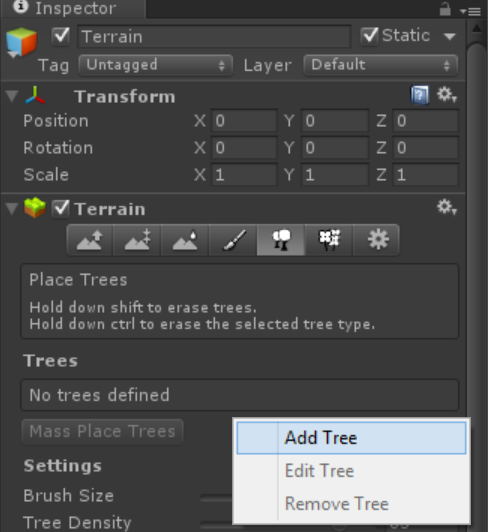 Inspector
Terrain Static
Tag Untagged Layer Default
Transform
Position X 0 Y 0 Z 0
Rotation X 0 Y 0 Z 0
Scale X 1 Y 1 Z 1
Terrain
Place Trees
Hold down shift to erase trees.
Hold down ctrl to erase the selected tree type.
Trees
No trees defined
Mass Place Trees
Add Tree
Edit Tree
Remove Tree
Settings
Brush Size
Tree Density